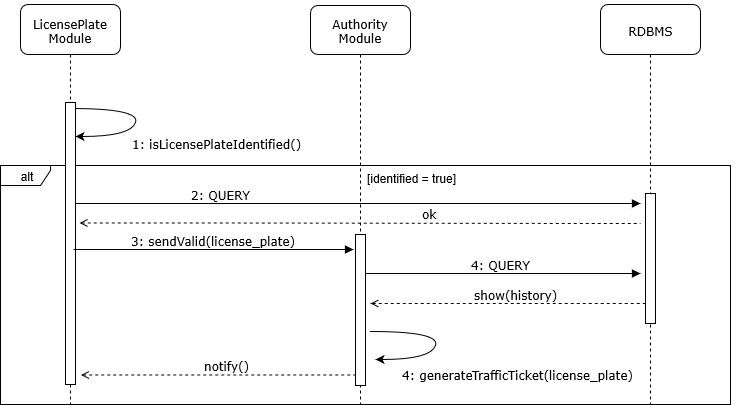 LicensePlate
Module
Authority
Module
RDBMS
1: isLicensePlateIdentified()
alt
[identified = true]
2: QUERY
ok
3: sendValid(license_plate)
4: QUERY
show(history)
notify()
4: generateTrafficTicket(license_plate)